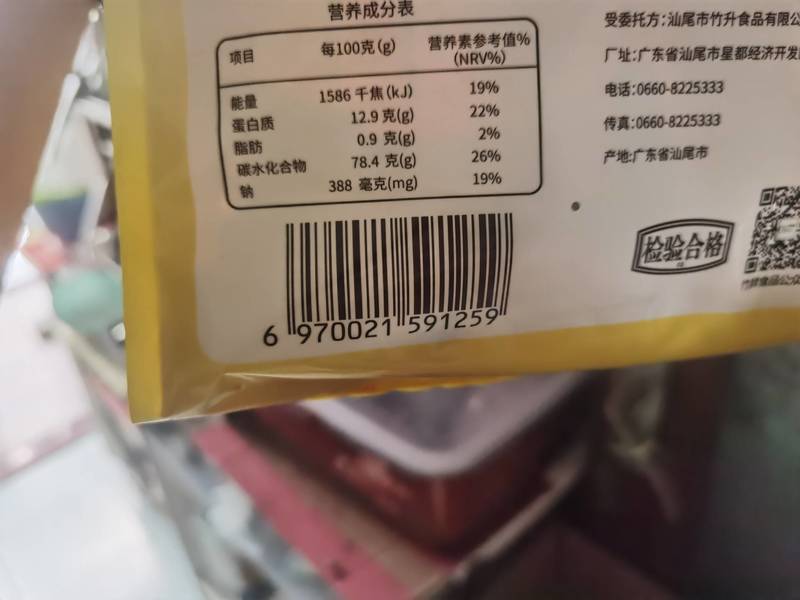 营养成分表
项目 每100克(g) 营养素参考值%(NRV%)
能量 1586 千焦(kJ) 19%
蛋白质 12.9 克(g) 22%
脂肪 0.9 克(g) 2%
碳水化合物 78.4 克(g) 26%
钠 388 毫克(mg) 19%
6 970021 591259
受委托方:汕尾市竹升食品有限公
厂址:广东省汕尾市星都经济开发
电话:0660-8225333
传真:0660-8225333
产地:广东省汕尾市
检验合格